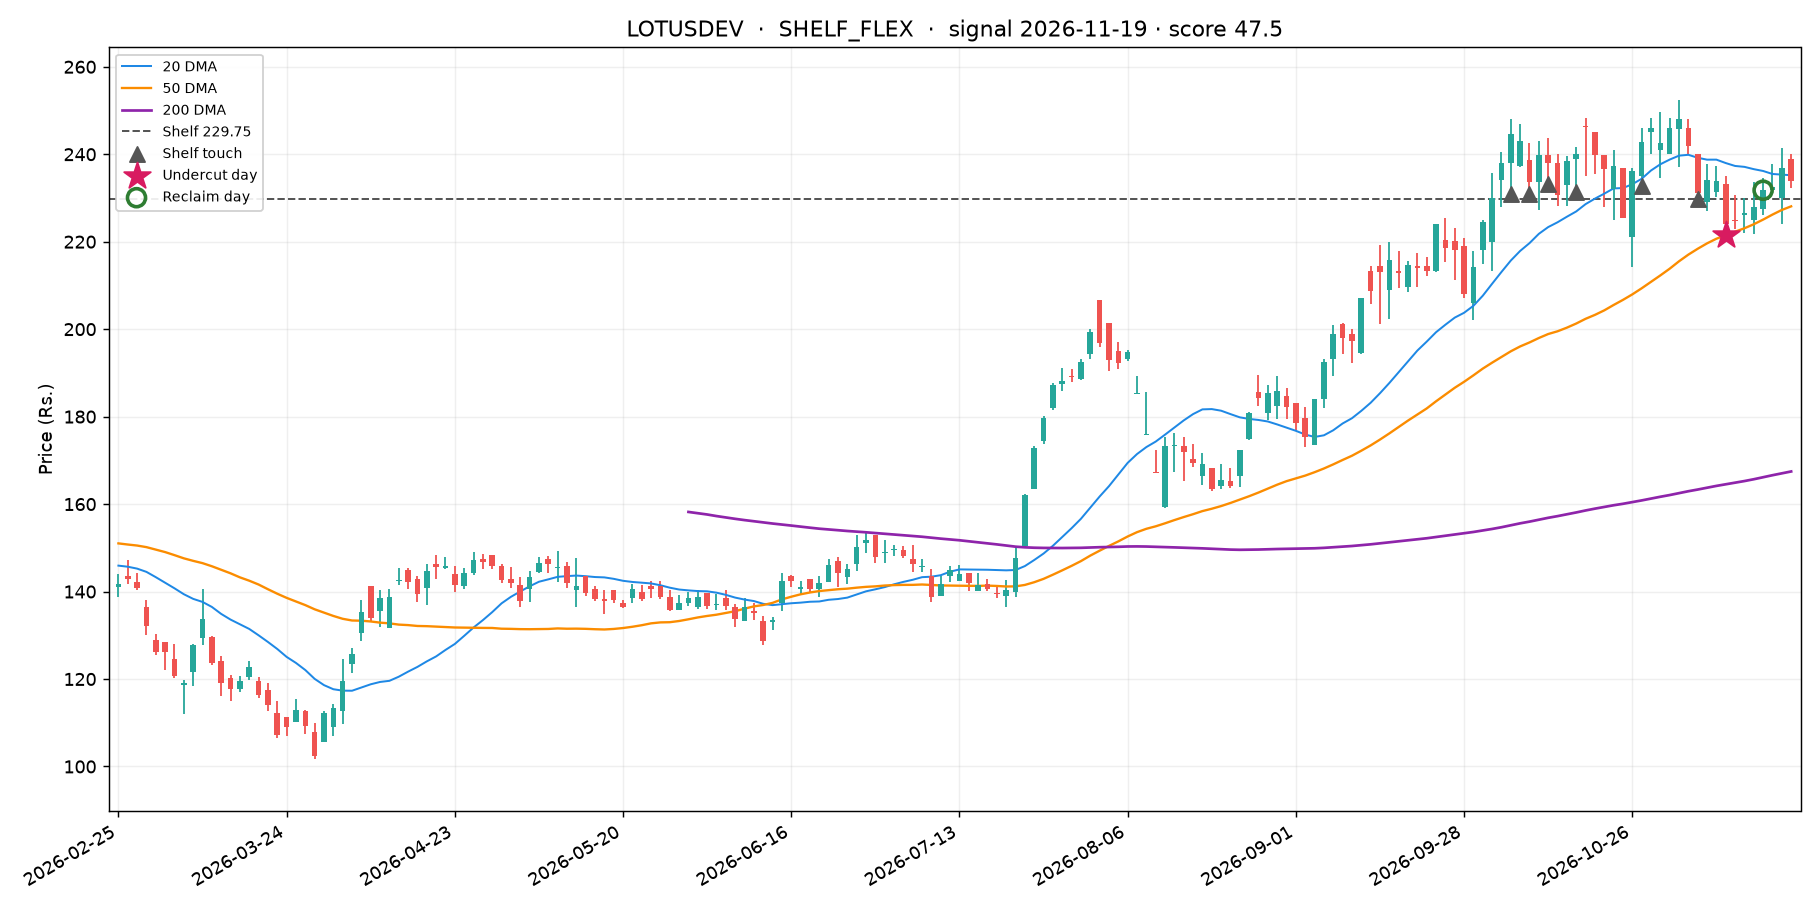 LOTUSDEV · SHELF_FLEX · signal 2026-11-19 · score 47.5
20 DMA
50 DMA
200 DMA
Shelf 229.75
Shelf touch
Undercut day
Reclaim day
Price (Rs.)
260
240
220
200
180
160
140
120
100
2026-02-25
2026-03-24
2026-04-23
2026-05-20
2026-06-16
2026-07-13
2026-08-06
2026-09-01
2026-09-28
2026-10-26